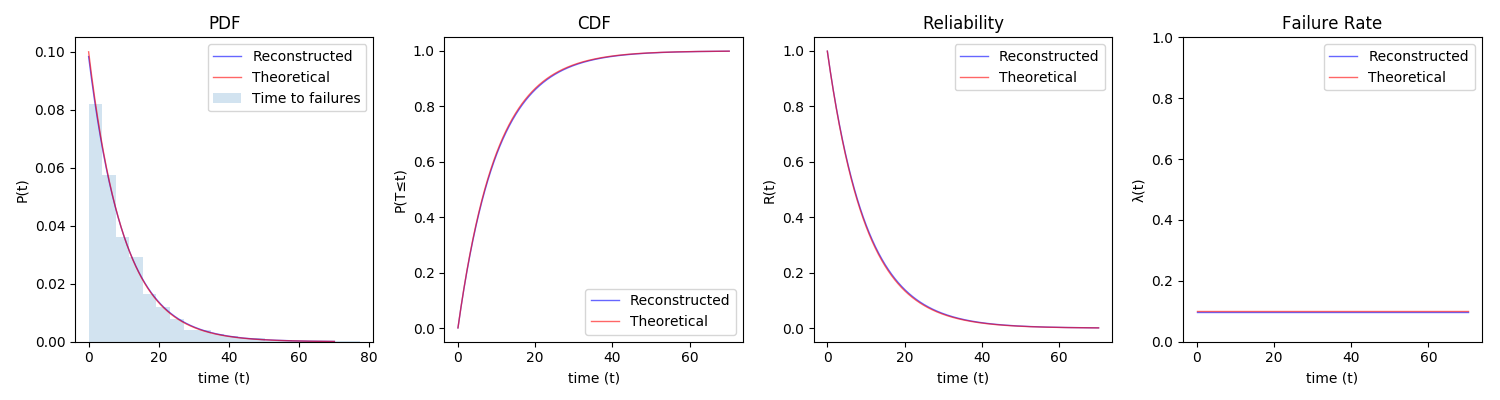 PDF
P(t)
0.10
0.08
0.06
0.04
0.02
0.00
Reconstructed
Theoretical
Time to failures
0 20 40 60 80
time (t)
CDF
P(T≤t)
1.0
0.8
0.6
0.4
0.2
0.0
Reconstructed
Theoretical
0 20 40 60
time (t)
Reliability
R(t)
1.0
0.8
0.6
0.4
0.2
0.0
Reconstructed
Theoretical
0 20 40 60
time (t)
Failure Rate
λ(t)
1.0
0.8
0.6
0.4
0.2
0.0
Reconstructed
Theoretical
0 20 40 60
time (t)